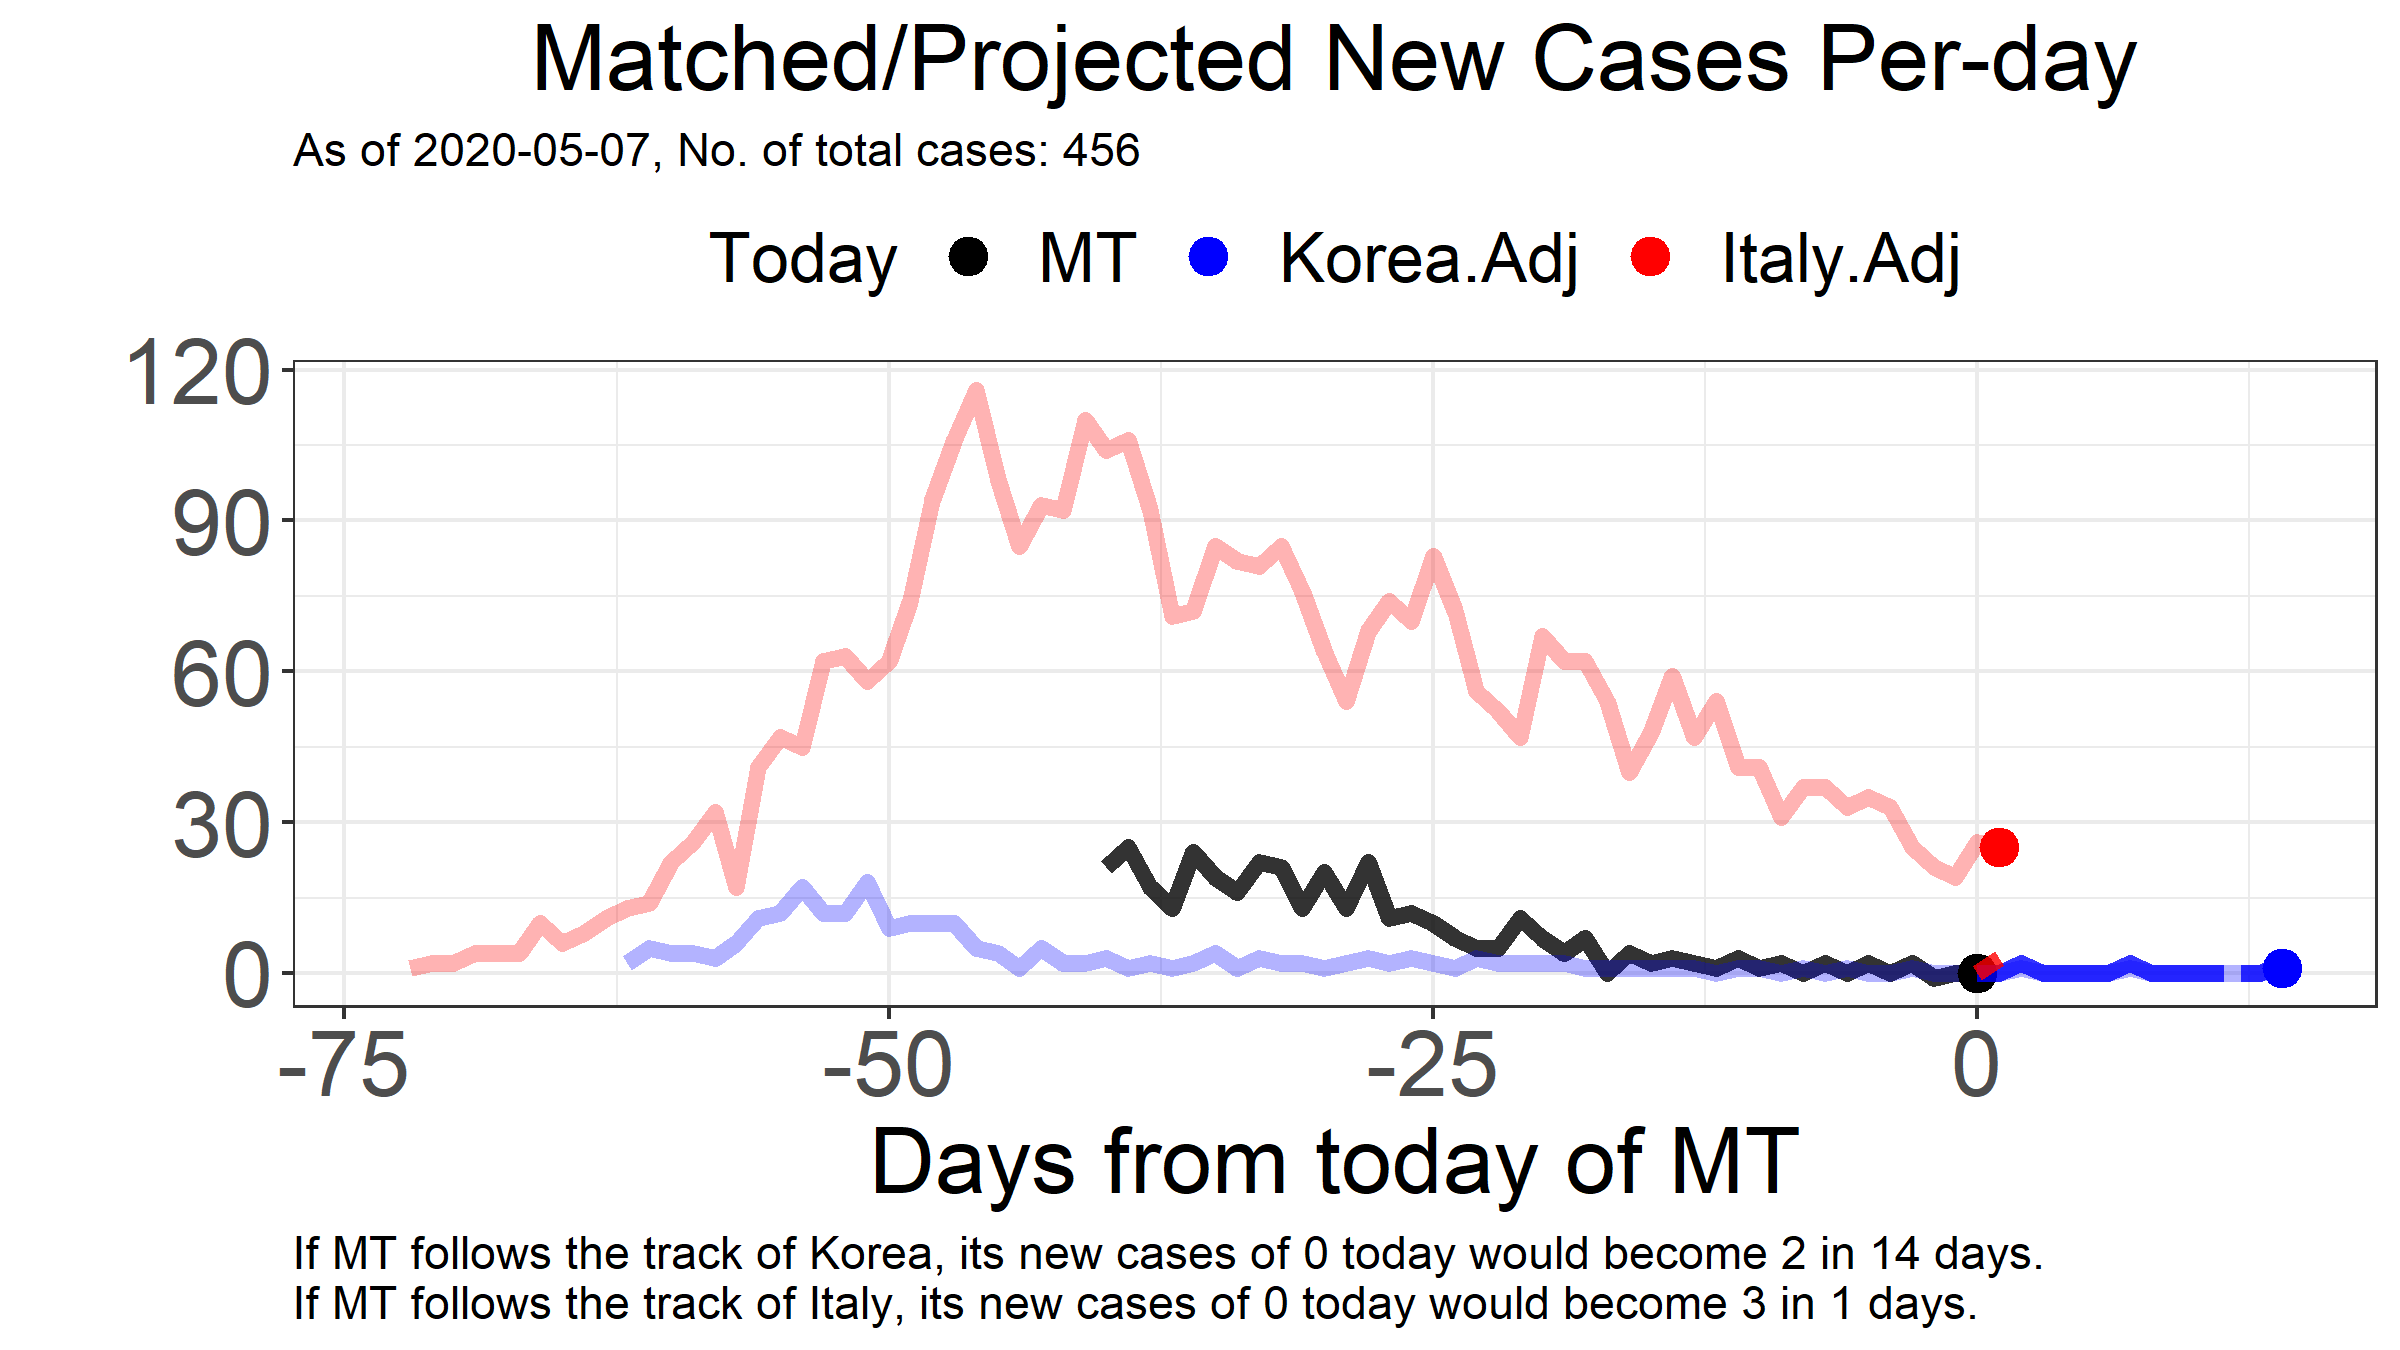 Matched/Projected New Cases Per-day
As of 2020-05-07, No. of total cases: 456
Today MT Korea.Adj Italy.Adj
120
90
60
30
0
-75 -50 -25 0
Days from today of MT
If MT follows the track of Korea, its new cases of 0 today would become 2 in 14 days.
If MT follows the track of Italy, its new cases of 0 today would become 3 in 1 days.